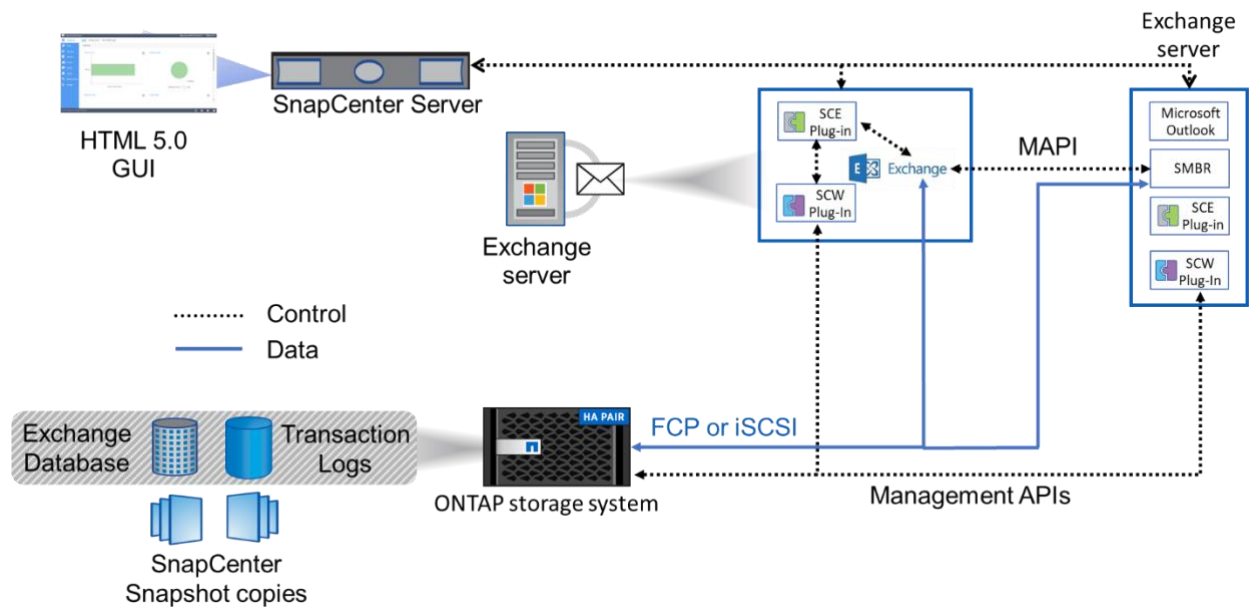 Exchange
server
HTML 5.0
GUI
SnapCenter Server
SCE
Plug-in
Exchange
SCW
Plug-In
MAPI
Microsoft
Outlook
SMBR
SCE
Plug-in
SCW
Plug-In
Exchange
server
Control
Data
Exchange
Database
Transaction
Logs
HA PAIR
FCP or iSCSI
ONTAP storage system
Management APIs
SnapCenter
Snapshot copies